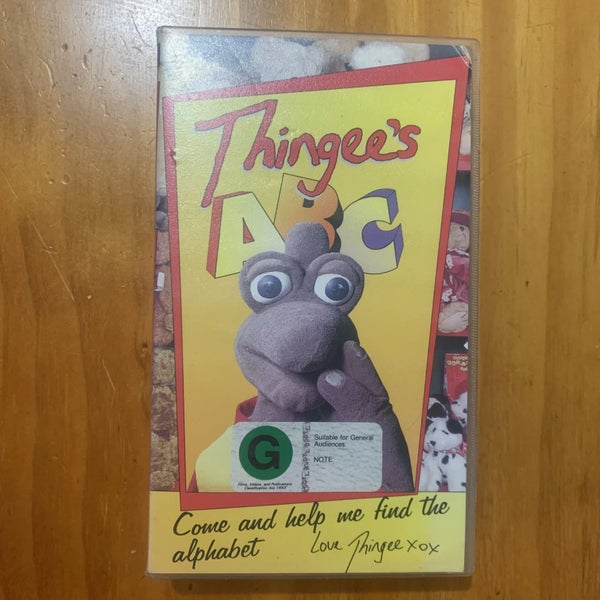 Thingee's
ABC
G
Suitable for General
Audiences
NOTE:
Films, Videos, and Publications
Classification Act 1993
Come and help me find the
alphabet
Love Thingee xox